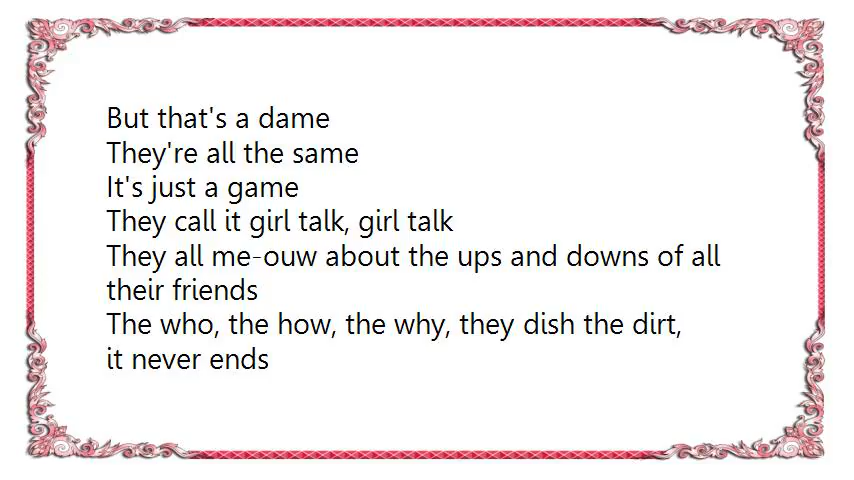 But that's a dame
They're all the same
It's just a game
They call it girl talk, girl talk
They all me-ouw about the ups and downs of all
their friends
The who, the how, the why, they dish the dirt,
it never ends